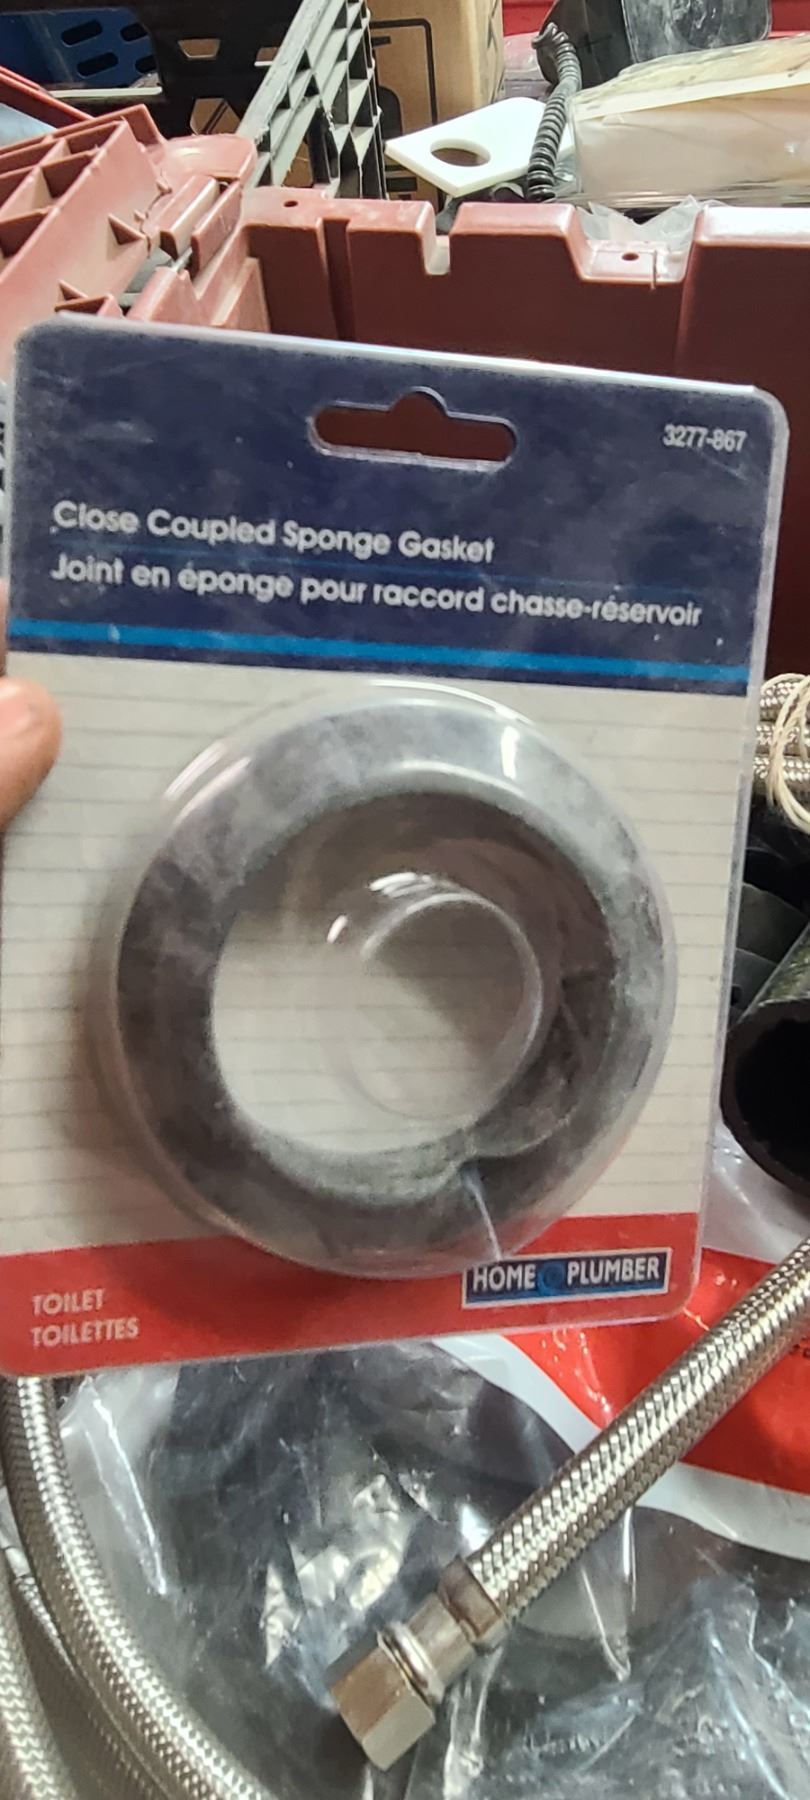 3277-867
Close Coupled Sponge Gasket
Joint en éponge pour raccord chasse-réservoir
TOILET
TOILETTES
HOME PLUMBER